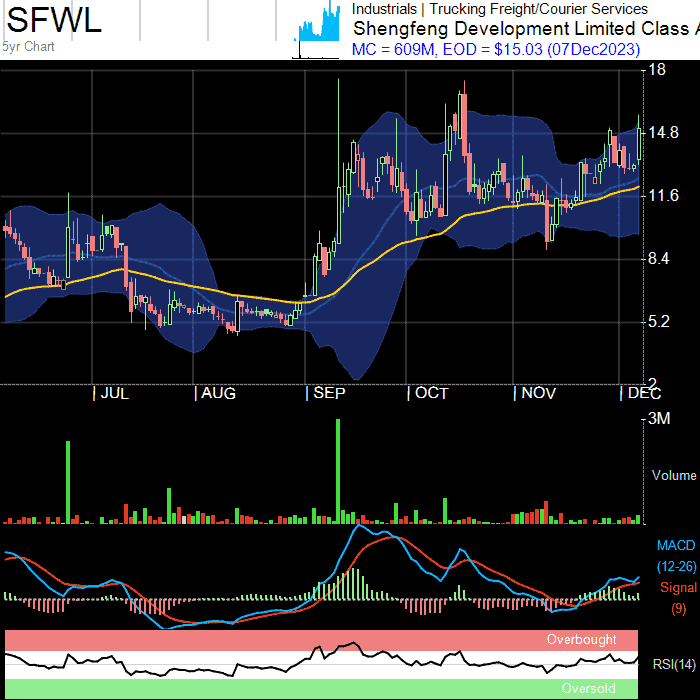 SFWL
5yr Chart
Industrials | Trucking Freight/Courier Services
Shengfeng Development Limited Class
MC = 609M, EOD = $15.03 (07Dec2023)
18
14.8
11.6
8.4
5.2
2
| JUL | AUG | SEP | OCT | NOV | DEC
3M
Volume
MACD
(12-26)
Signal
(9)
Overbought
RSI(14)
Oversold